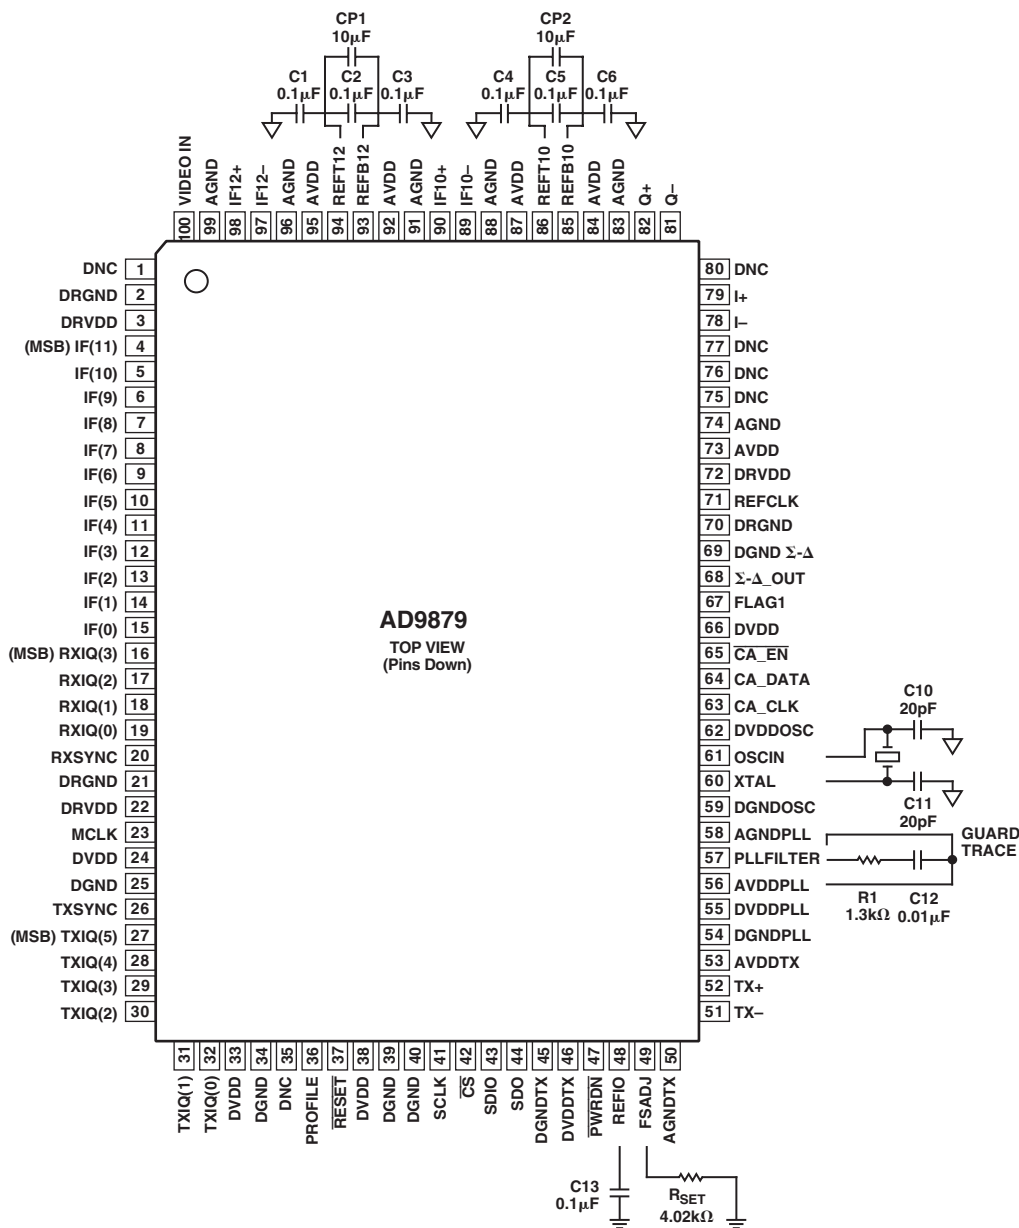 CP1
10µF
CP2
10µF
C1
0.1µF
C2
0.1µF
C3
0.1µF
C4
0.1µF
C5
0.1µF
C6
0.1µF
VIDEO IN
AGND
IF12+
IF12–
AGND
AVDD
REFT12
REFB12
AVDD
AGND
IF10+
IF10–
AGND
AVDD
REFT10
REFB10
AVDD
AGND
Q+
Q–
100 99 98 97 96 95 94 93 92 91 90 89 88 87 86 85 84 83 82 81
DNC 1
DRGND 2
DRVDD 3
(MSB) IF(11) 4
IF(10) 5
IF(9) 6
IF(8) 7
IF(7) 8
IF(6) 9
IF(5) 10
IF(4) 11
IF(3) 12
IF(2) 13
IF(1) 14
IF(0) 15
(MSB) RXIQ(3) 16
RXIQ(2) 17
RXIQ(1) 18
RXIQ(0) 19
RXSYNC 20
DRGND 21
DRVDD 22
MCLK 23
DVDD 24
DGND 25
TXSYNC 26
(MSB) TXIQ(5) 27
TXIQ(4) 28
TXIQ(3) 29
TXIQ(2) 30
AD9879
TOP VIEW
(Pins Down)
80 DNC
79 I+
78 I–
77 DNC
76 DNC
75 DNC
74 AGND
73 AVDD
72 DRVDD
71 REFCLK
70 DRGND
69 DGND Σ-Δ
68 Σ-Δ_OUT
67 FLAG1
66 DVDD
65 CA_EN
64 CA_DATA
63 CA_CLK
62 DVDDOSC
61 OSCIN
60 XTAL
59 DGNDOSC
58 AGNDPLL
57 PLLFILTER
56 AVDDPLL
55 DVDDPLL
54 DGNDPLL
53 AVDDTX
52 TX+
51 TX–
C10
20pF
C11
20pF
GUARD
TRACE
R1
1.3kΩ
C12
0.01µF
31 32 33 34 35 36 37 38 39 40 41 42 43 44 45 46 47 48 49 50
TXIQ(1)
TXIQ(0)
DVDD
DGND
DNC
PROFILE
RESET
DVDD
DGND
DGND
SCLK
CS
SDIO
SDO
DGNDTX
DVDDTX
PWRDN
REFIO
FSADJ
AGNDTX
C13
0.1µF
RSET
4.02kΩ